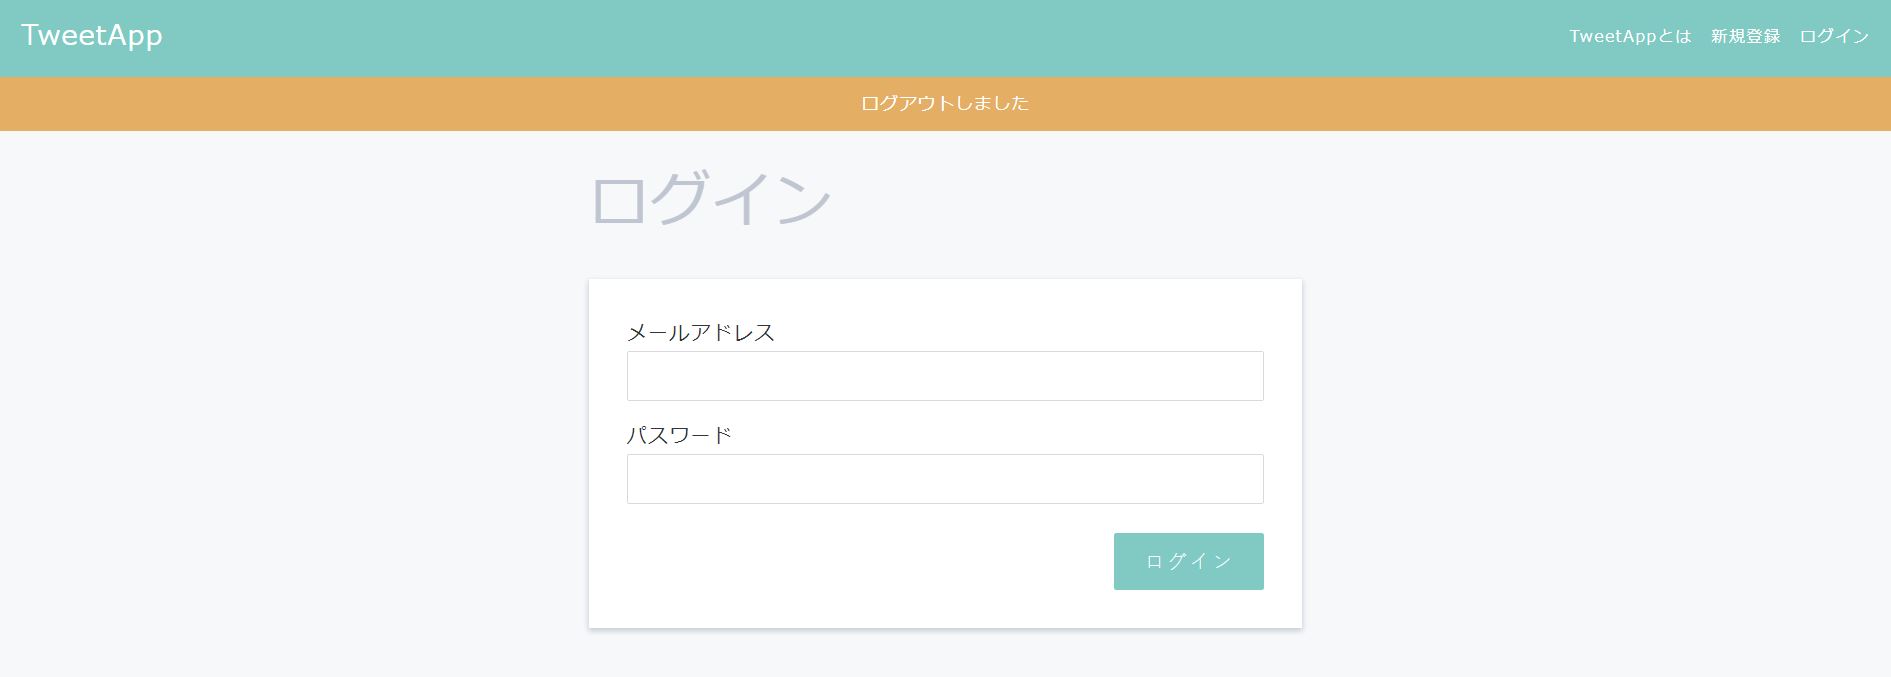 TweetApp
TweetAppとは 新規登録 ログイン
ログアウトしました
ログイン
メールアドレス
パスワード
ログイン